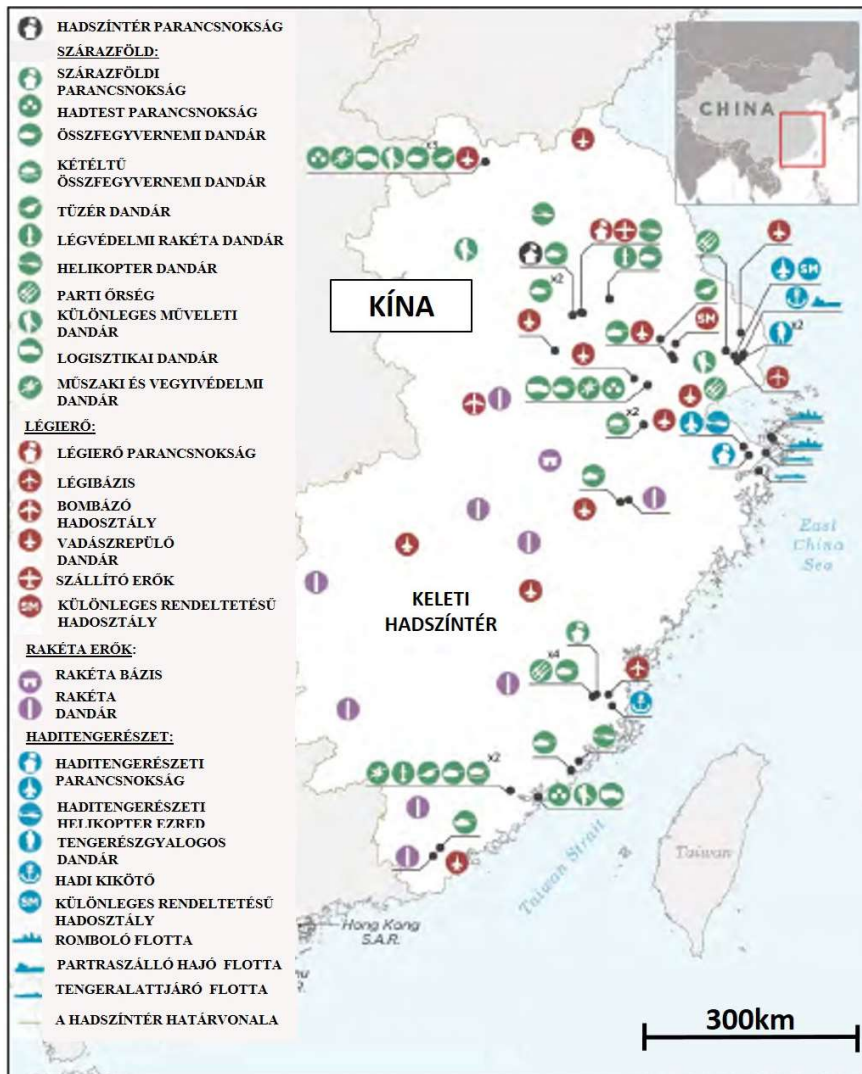 HADSZÍNTÉR PARANCSNOKSÁG
SZÁRAZFÖLD:
SZÁRAZFÖLDI
PARANCSNOKSÁG
HADTEST PARANCSNOKSÁG
ÖSSZFEGYVERNEMI DANDÁR
KÉTÉLTŰ
ÖSSZFEGYVERNEMI DANDÁR
TÜZÉR DANDÁR
LÉGVÉDELMI RAKÉTA DANDÁR
HELIKOPTER DANDÁR
PARTI ŐRSÉG
KÜLÖNLEGES MŰVELETI
DANDÁR
LOGISZTIKAI DANDÁR
MŰSZAKI ÉS VEGYIVÉDELMI
DANDÁR
LÉGIERŐ:
LÉGIERŐ PARANCSNOKSÁG
LÉGIBÁZIS
BOMBÁZÓ
HADOSZTÁLY
VADÁSZREPÜLŐ
DANDÁR
SZÁLLÍTÓ ERŐK
SM
KÜLÖNLEGES RENDELTETÉSŰ
HADOSZTÁLY
RAKÉTA ERŐK:
RAKÉTA BÁZIS
RAKÉTA
DANDÁR
HADITENGERÉSZET:
HADITENGERÉSZETI
PARANCSNOKSÁG
HADITENGERÉSZETI
HELIKOPTER EZRED
TENGERÉSZGYALOGOS
DANDÁR
HADI KIKÖTŐ
SM
KÜLÖNLEGES RENDELTETÉSŰ
HADOSZTÁLY
ROMBOLÓ FLOTTA
PARTRASZÁLLÓ HAJÓ FLOTTA
TENGERALATTJÁRÓ FLOTTA
A HADSZÍNTÉR HATÁRVONALA
CHINA
x3
x2
SM
KÍNA
SM
x2
x2
East
China
Sea
KELETI
HADSZÍNTÉR
x4
x2
Taiwan Strait
Taiwan
Hong Kong
S.A.R.
300km